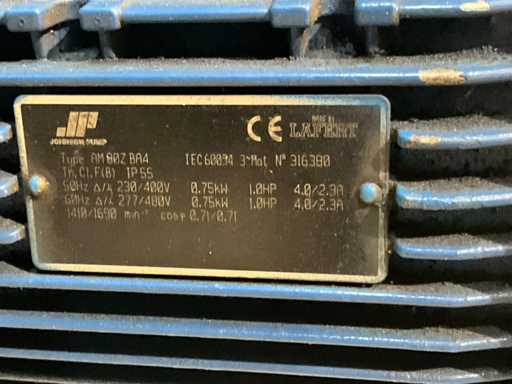 JP
JOHNSON PUMP
CE
MADE BY
LAFERT
Type AM 80Z BA4 IEC60034 3~Mot. N° 316380
Th.Cl.F(B) IP55
50Hz Δ/⅄ 230/400V 0.75kW 1.0HP 4.0/2.3A
60Hz Δ/⅄ 277/480V 0.75kW 1.0HP 4.0/2.3A
1410/1690 min⁻¹ cosφ 0.71/0.71